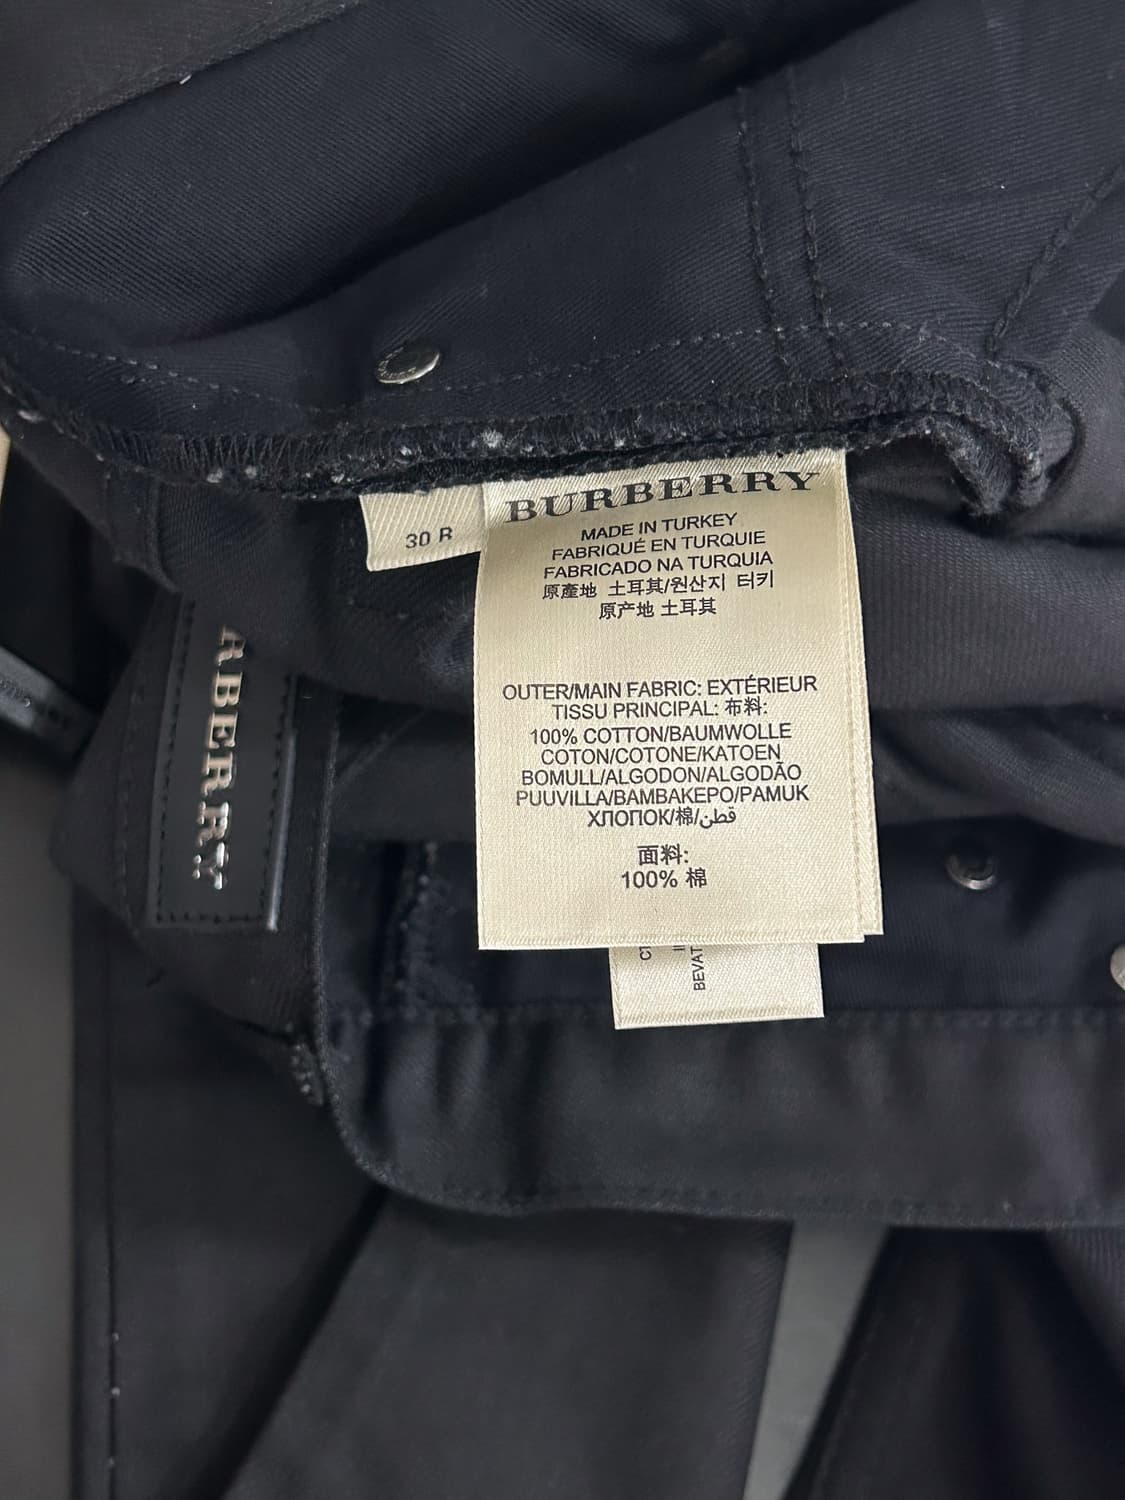 30 R
BURBERRY
MADE IN TURKEY
FABRIQUÉ EN TURQUIE
FABRICADO NA TURQUIA
原產地 土耳其/원산지 터키
原产地 土耳其
OUTER/MAIN FABRIC: EXTÉRIEUR
TISSU PRINCIPAL: 布料:
100% COTTON/BAUMWOLLE
COTON/COTONE/KATOEN
BOMULL/ALGODON/ALGODÃO
PUUVILLA/BAMBAKEPO/PAMUK
ХЛОПОК/棉/قطن
面料:
100% 棉
BERRY
BEVAT